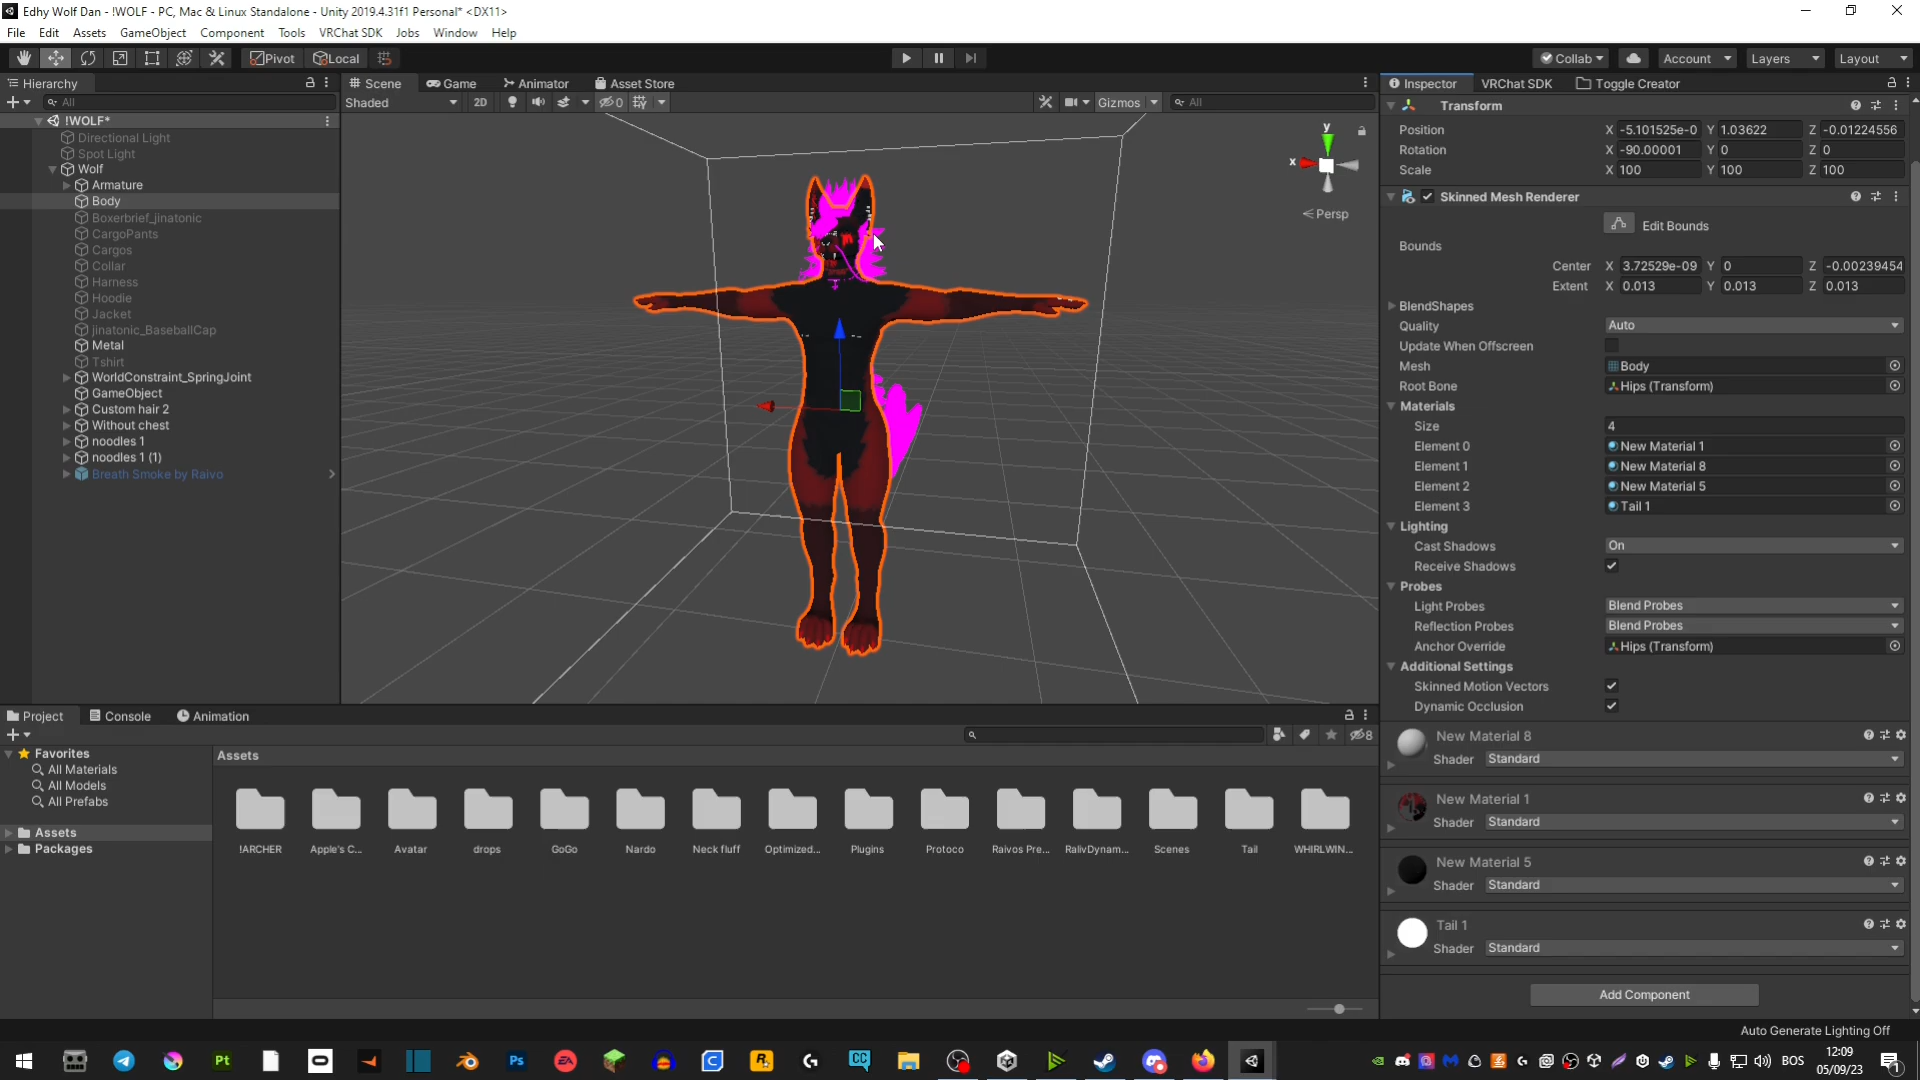 Edhy Wolf Dan - !WOLF - PC, Mac & Linux Standalone - Unity 2019.4.31f1 Personal* <DX11>
File Edit Assets GameObject Component Tools VRChat SDK Jobs Window Help
Pivot Local Collab Account Layers Layout
Hierarchy
All
!WOLF*
Directional Light
Spot Light
Wolf
Armature
Body
Boxerbrief_jinatonic
CargoPants
Cargos
Collar
Harness
Hoodie
Jacket
jinatonic_BaseballCap
Metal
Tshirt
WorldConstraint_SpringJoint
GameObject
Custom hair 2
Without chest
noodles 1
noodles 1 (1)
Breath Smoke by Raivo
Scene Game Animator Asset Store
Shaded 2D 0 Gizmos All
y
x
Persp
Inspector VRChat SDK Toggle Creator
Transform
Position X -5.101525e-0 Y 1.03622 Z -0.01224556
Rotation X -90.00001 Y 0 Z 0
Scale X 100 Y 100 Z 100
Skinned Mesh Renderer
Edit Bounds
Bounds
Center X 3.72529e-09 Y 0 Z -0.00239454
Extent X 0.013 Y 0.013 Z 0.013
BlendShapes
Quality Auto
Update When Offscreen
Mesh Body
Root Bone Hips (Transform)
Materials
Size 4
Element 0 New Material 1
Element 1 New Material 8
Element 2 New Material 5
Element 3 Tail 1
Lighting
Cast Shadows On
Receive Shadows
Probes
Light Probes Blend Probes
Reflection Probes Blend Probes
Anchor Override Hips (Transform)
Additional Settings
Skinned Motion Vectors
Dynamic Occlusion
New Material 8
Shader Standard
New Material 1
Shader Standard
New Material 5
Shader Standard
Tail 1
Shader Standard
Add Component
Project Console Animation
8
Favorites
All Materials
All Models
All Prefabs
Assets
Packages
Assets
!ARCHER Apple's C... Avatar drops GoGo Nardo Neck fluff Optimized... Plugins Protoco Raivos Pre... RalivDynam... Scenes Tail WHIRLWIN...
Auto Generate Lighting Off
Pt Ps EA R CC
BOS
12:09
05/09/23
1